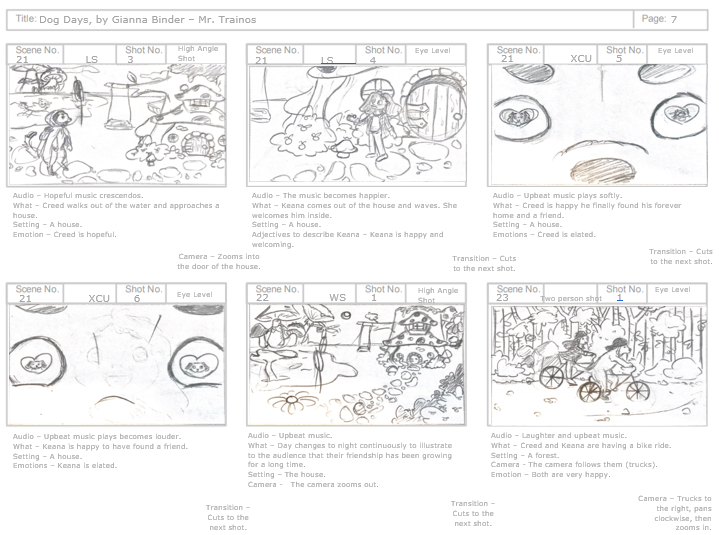 Title: Dog Days, by Gianna Binder – Mr. Trainos
Page: 7
Scene No. 21
LS
Shot No. 3
High Angle
Shot
Audio – Hopeful music crescendos.
What – Creed walks out of the water and approaches a
house.
Setting – A house.
Emotion – Creed is hopeful.
Camera – Zooms into
the door of the house.
Scene No. 21
LS
Shot No. 4
Eye Level
Audio – The music becomes happier.
What – Keana comes out of the house and waves. She
welcomes him inside.
Setting – A house.
Adjectives to describe Keana – Keana is happy and
welcoming.
Transition – Cuts
to the next shot.
Scene No. 21
XCU
Shot No. 5
Eye Level
Audio – Upbeat music plays softly.
What – Creed is happy he finally found his forever
home and a friend.
Setting – A house.
Emotions – Creed is elated.
Transition – Cuts
to the next shot.
Scene No. 21
XCU
Shot No. 6
Eye Level
Audio – Upbeat music plays becomes louder.
What – Keana is happy to have found a friend.
Setting – A house.
Emotions – Keana is elated.
Transition –
Cuts to the
next shot.
Scene No. 22
WS
Shot No. 1
High Angle
Shot
Audio – Upbeat music.
What – Day changes to night continuously to illustrate
to the audience that their friendship has been growing
for a long time.
Setting – The house.
Camera – The camera zooms out.
Transition –
Cuts to the
next shot.
Scene No. 23
Two person shot
Shot No. 1
Eye Level
Audio – Laughter and upbeat music.
What – Creed and Keana are having a bike ride.
Setting – A forest.
Camera - The camera follows them (trucks).
Emotion – Both are very happy.
Camera – Trucks to
the right, pans
clockwise, then
zooms in.